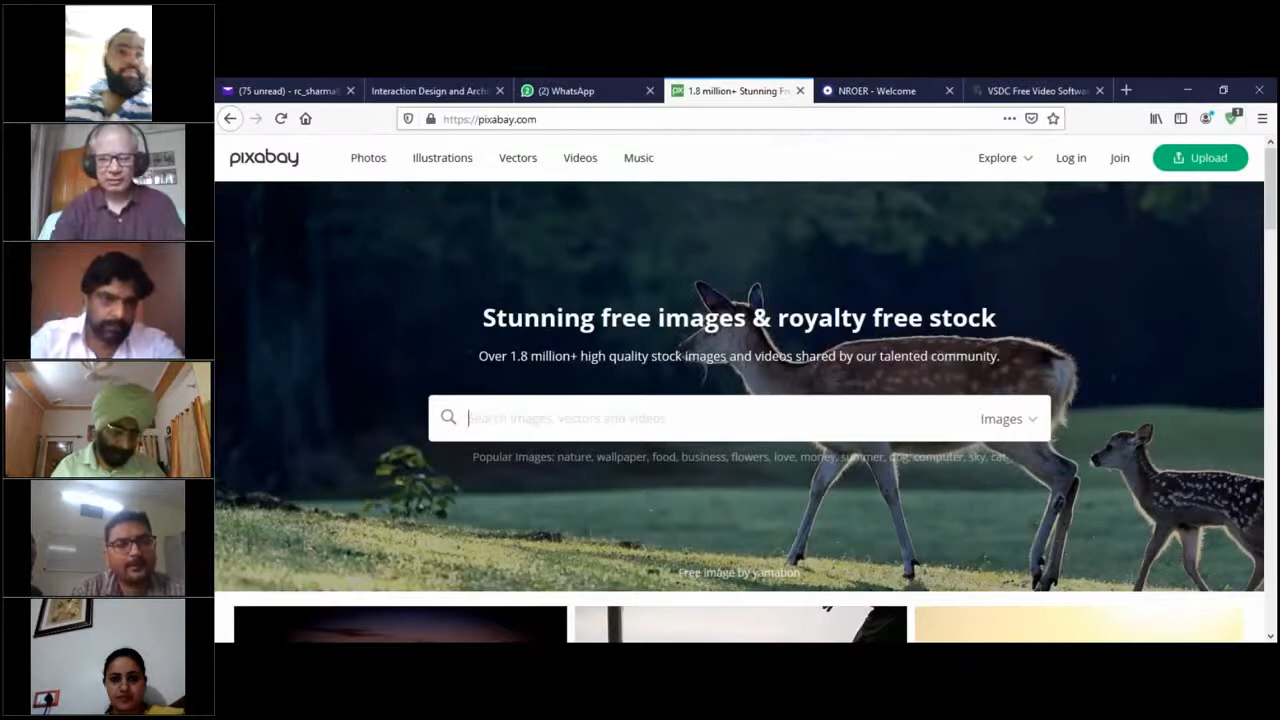 (75 unread) - rc_sharma
Interaction Design and Archi
(2) WhatsApp
1.8 million+ Stunning Fr
NROER - Welcome
VSDC Free Video Softwa
https://pixabay.com
1
pixabay
Photos
Illustrations
Vectors
Videos
Music
Explore
Log in
Join
Upload
Stunning free images & royalty free stock
Over 1.8 million+ high quality stock images and videos shared by our talented community.
Search images, vectors and videos
Images
Popular Images: nature, wallpaper, food, business, flowers, love, money, summer, dog, computer, sky, cat,
Free image by yamabon